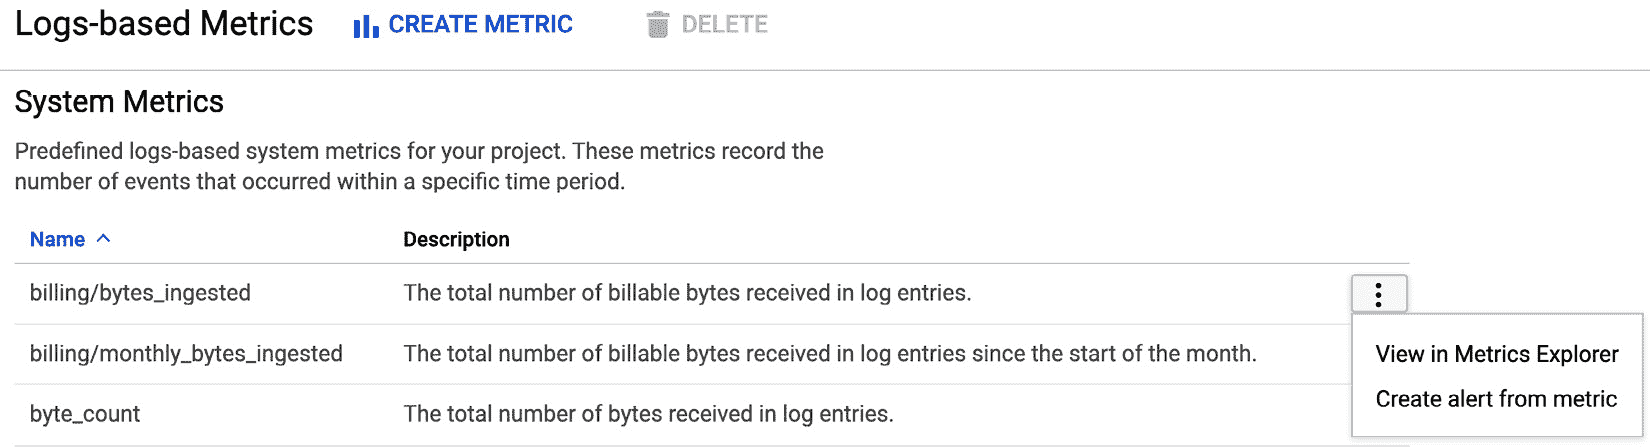 Logs-based Metrics CREATE METRIC DELETE
System Metrics
Predefined logs-based system metrics for your project. These metrics record the
number of events that occurred within a specific time period.
Name Description
billing/bytes_ingested The total number of billable bytes received in log entries.
billing/monthly_bytes_ingested The total number of billable bytes received in log entries since the start of the month.
View in Metrics Explorer
Create alert from metric
byte_count The total number of bytes received in log entries.